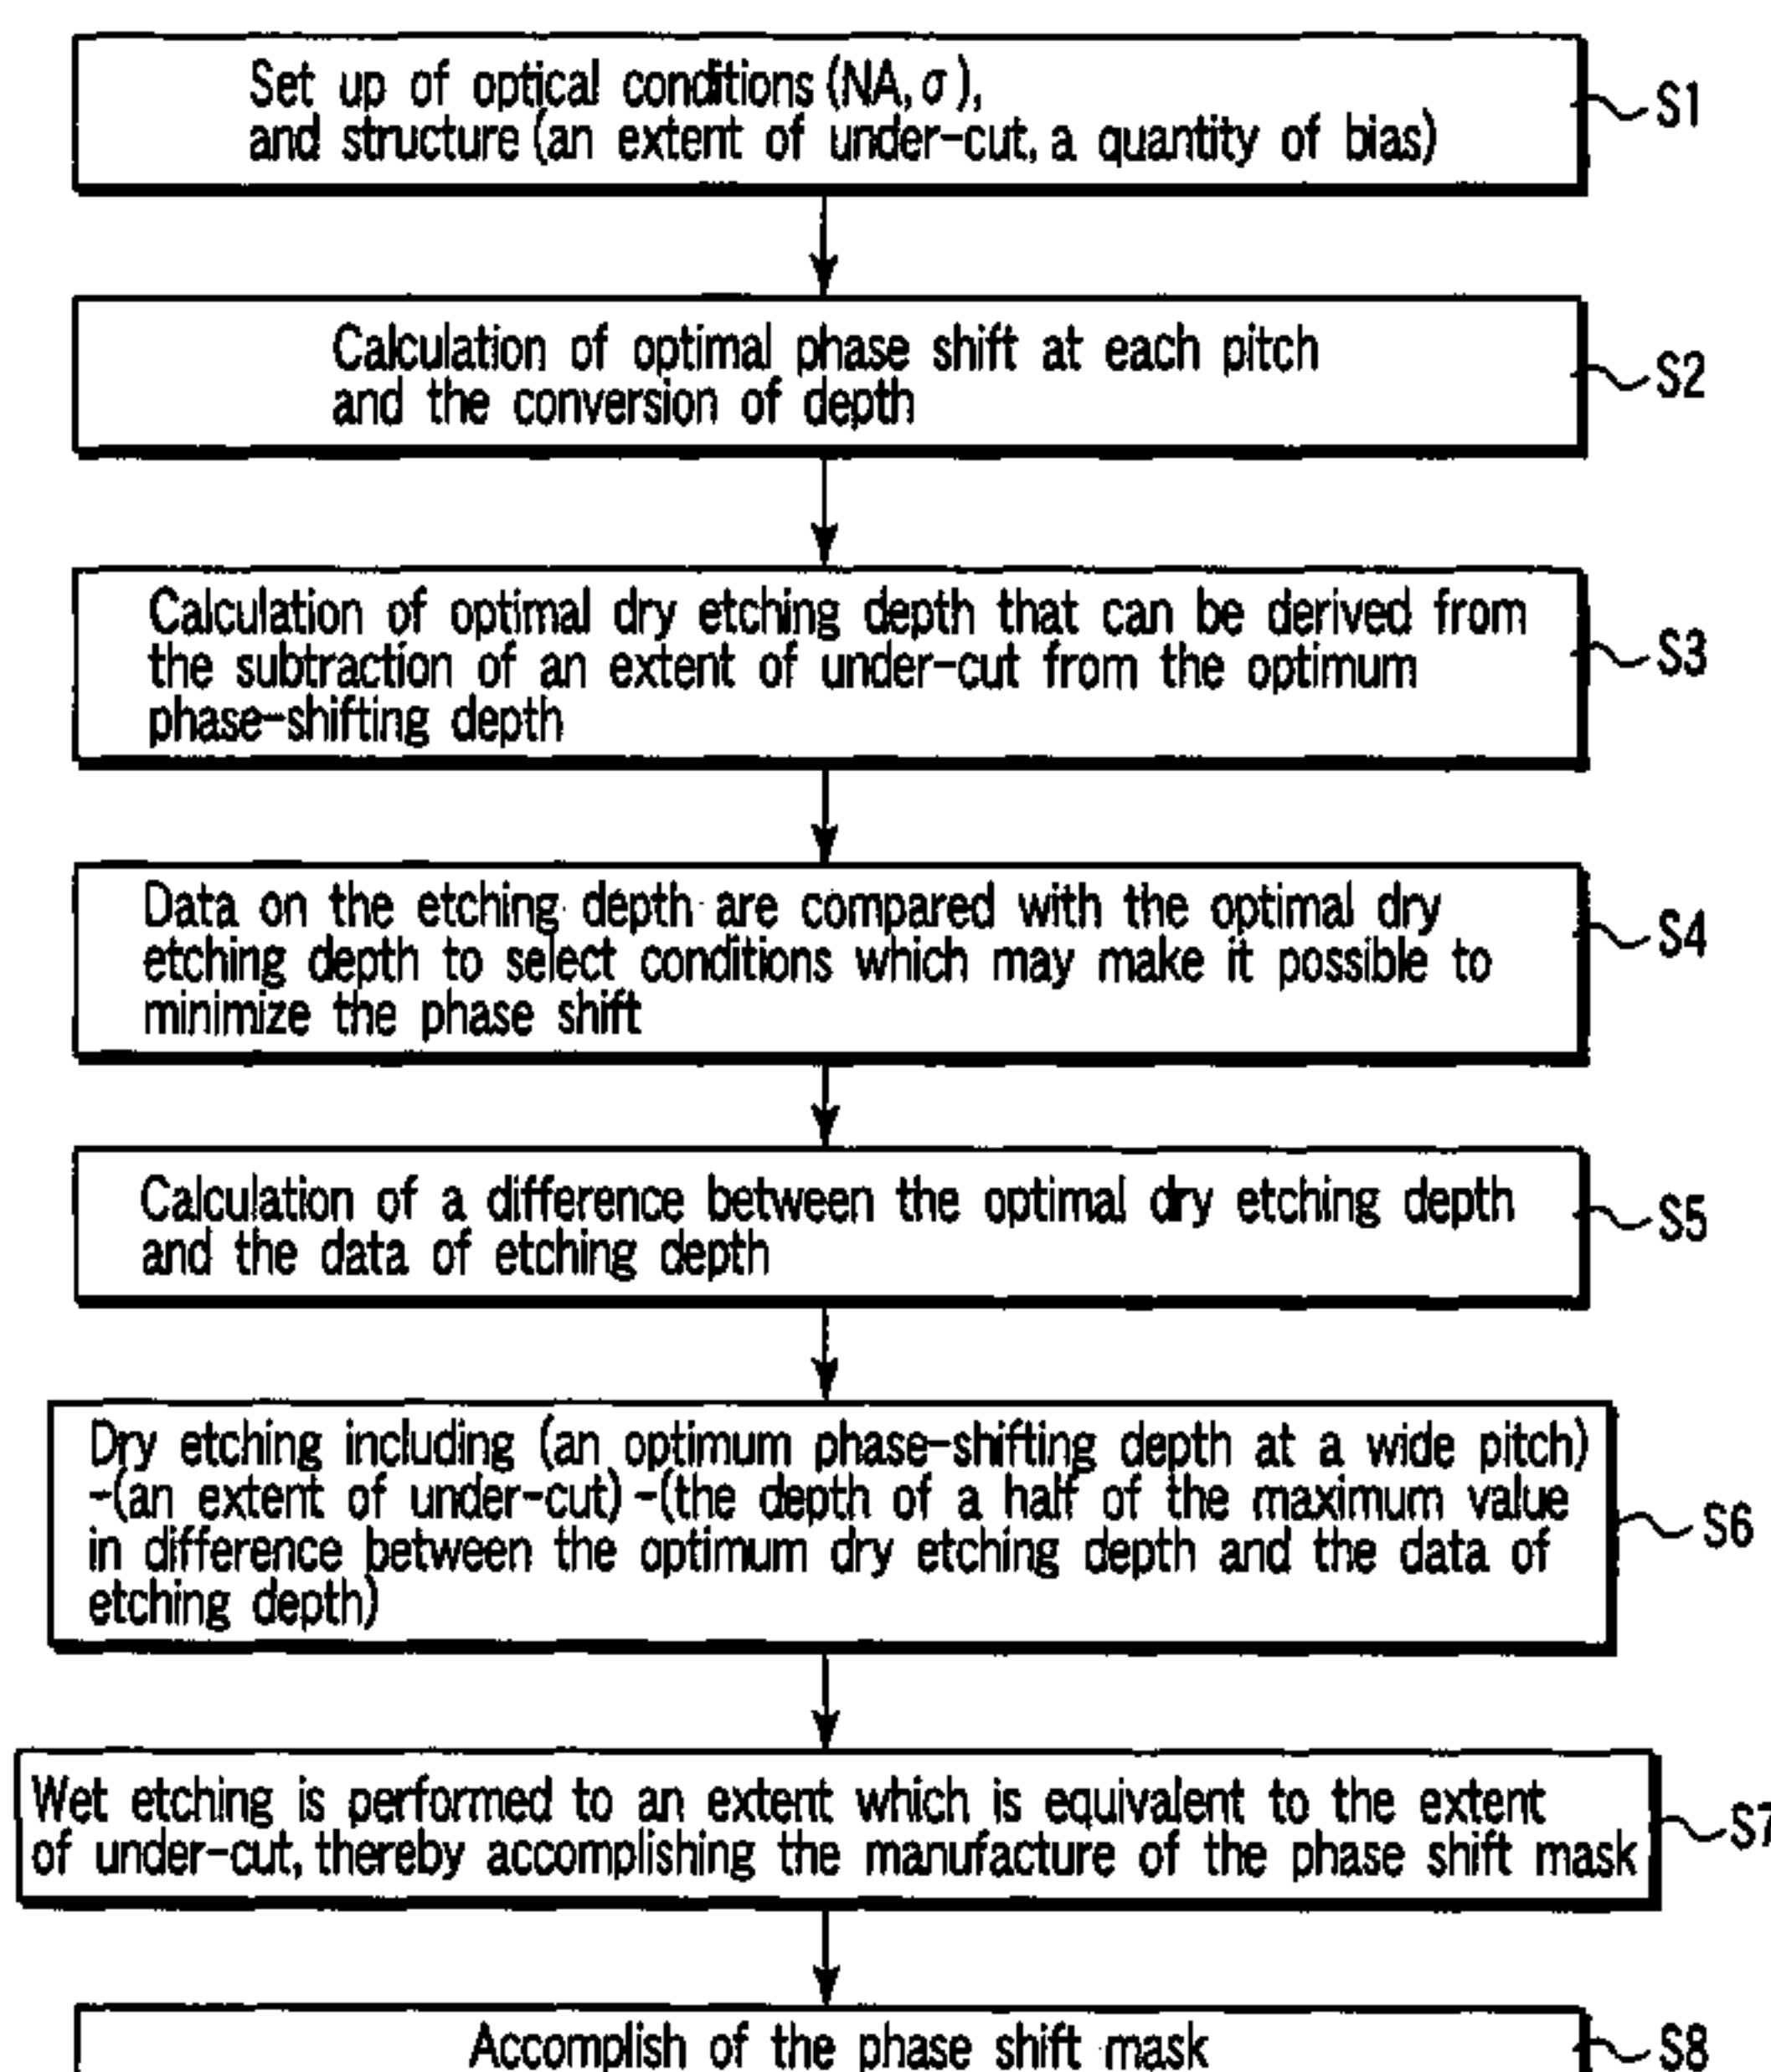 Set up of optical conditions (NA, σ),
and structure (an extent of under-cut, a quantity of bias)
S1
Calculation of optimal phase shift at each pitch
and the conversion of depth
S2
Calculation of optimal dry etching depth that can be derived from
the subtraction of an extent of under-cut from the optimum
phase-shifting depth
S3
Data on the etching depth are compared with the optimal dry
etching depth to select conditions which may make it possible to
minimize the phase shift
S4
Calculation of a difference between the optimal dry etching depth
and the data of etching depth
S5
Dry etching including (an optimum phase-shifting depth at a wide pitch)
-(an extent of under-cut) -(the depth of a half of the maximum value
in difference between the optimum dry etching depth and the data of
etching depth)
S6
Wet etching is performed to an extent which is equivalent to the extent
of under-cut, thereby accomplishing the manufacture of the phase shift mask
S7
Accomplish of the phase shift mask
S8